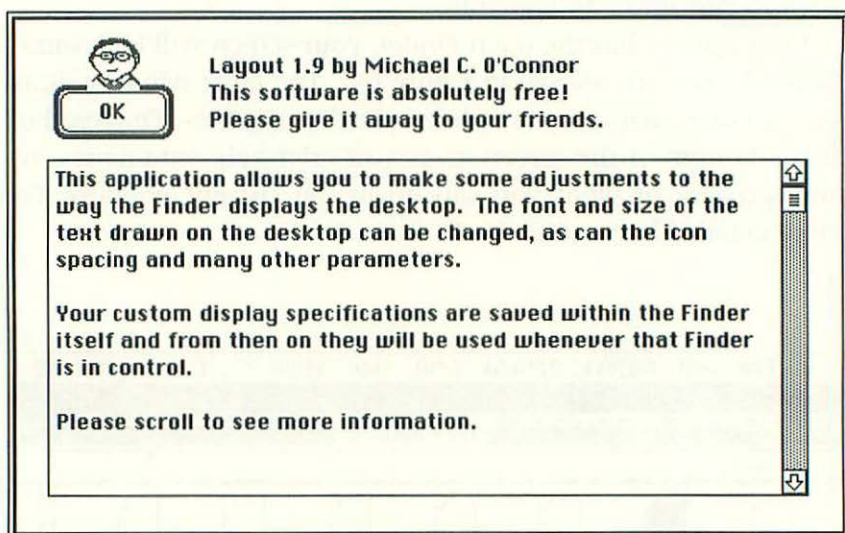 Layout 1.9 by Michael C. O'Connor
This software is absolutely free!
Please give it away to your friends.
OK
This application allows you to make some adjustments to the
way the Finder displays the desktop. The font and size of the
text drawn on the desktop can be changed, as can the icon
spacing and many other parameters.
Your custom display specifications are saved within the Finder
itself and from then on they will be used whenever that Finder
is in control.
Please scroll to see more information.